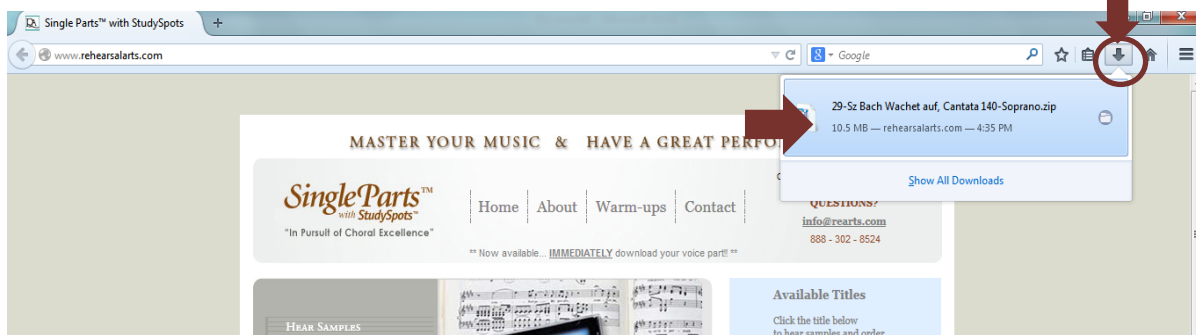 Single Parts™ with StudySpots
www.rehearsalarts.com
Google
29-Sz Bach Wachet auf, Cantata 140-Soprano.zip
10.5 MB — rehearsalarts.com — 4:35 PM
Show All Downloads
MASTER YOUR MUSIC & HAVE A GREAT
SingleParts™
with StudySpots™
"In Pursuit of Choral Excellence"
Home About Warm-ups Contact
QUESTIONS?
info@rearts.com
888 - 302 - 8524
** Now available... IMMEDIATELY download your voice part!! **
HEAR SAMPLES
Available Titles
Click the title below
to hear samples and order